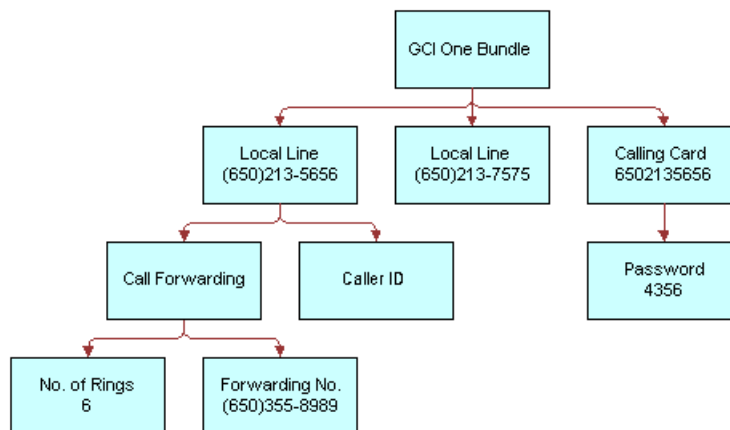 GCI One Bundle
Local Line
(650)213-5656
Local Line
(650)213-7575
Calling Card
6502135656
Call Forwarding
Caller ID
Password
4356
No. of Rings
6
Forwarding No.
(650)355-8989